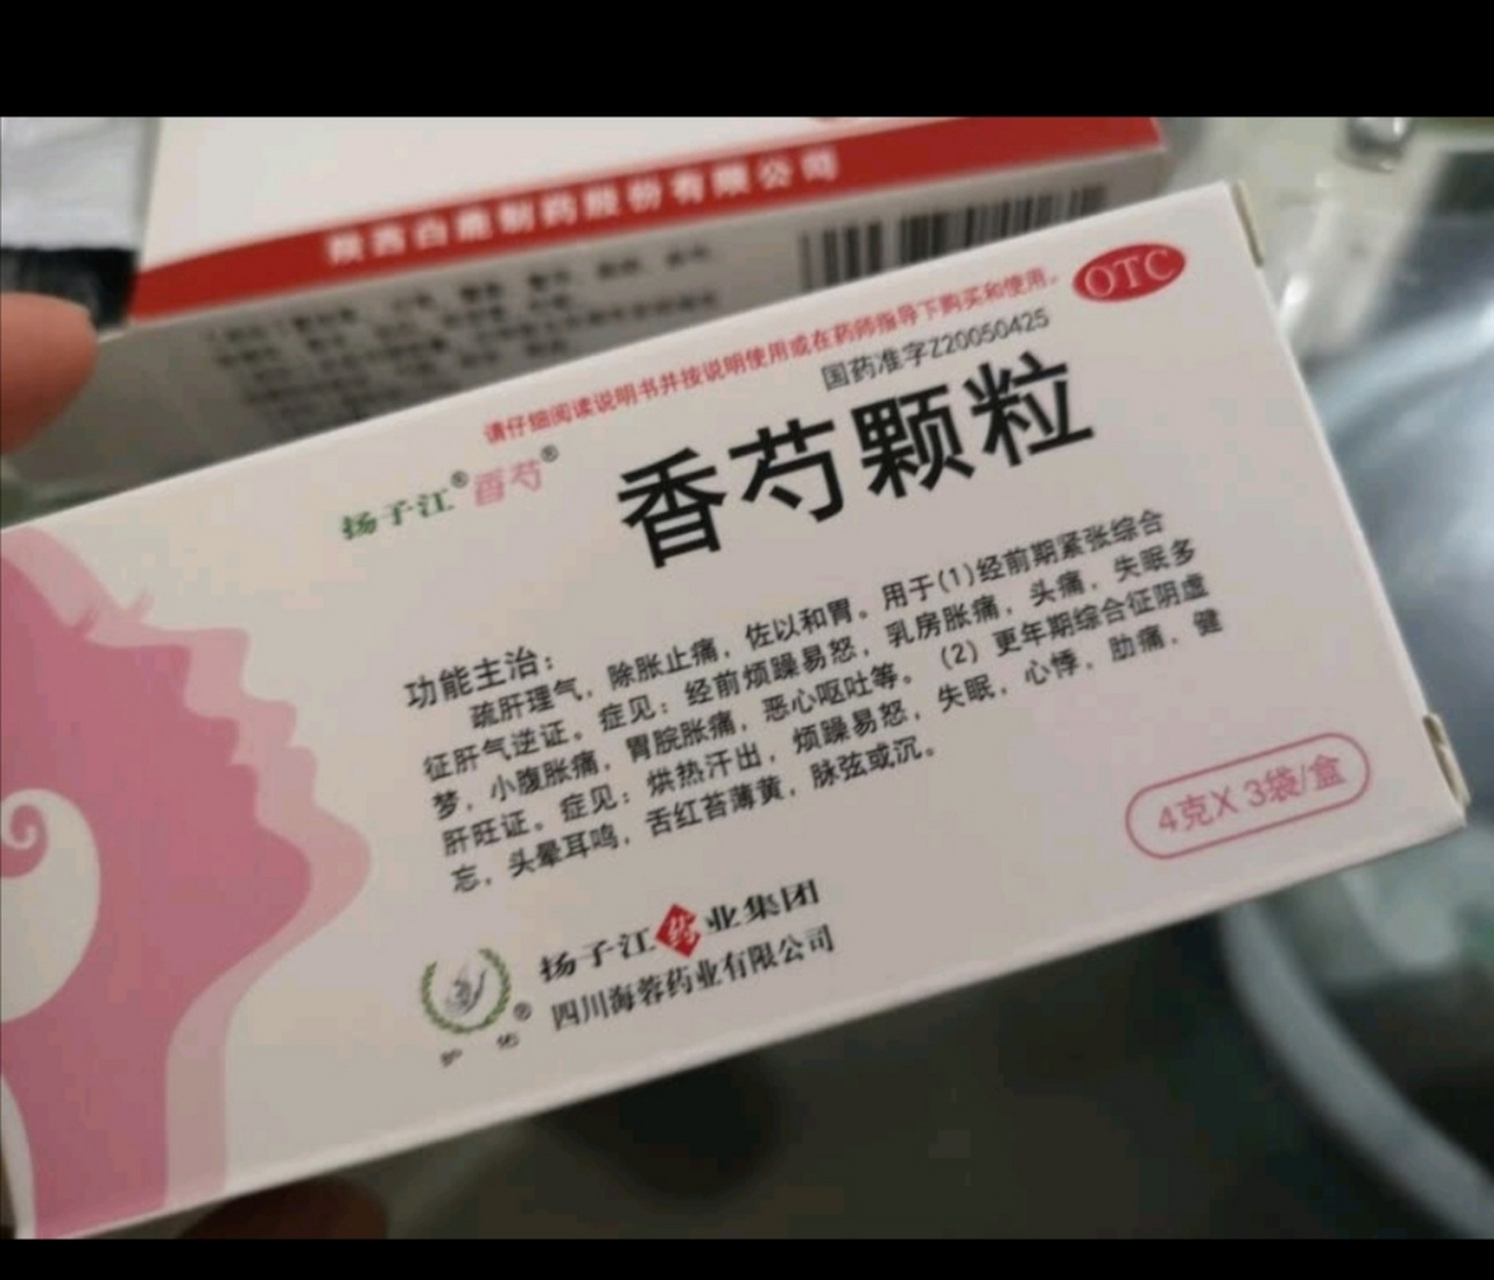 陕西白鹿制药股份有限公司
OTC
请仔细阅读说明书并按说明使用或在药师指导下购买和使用。
国药准字Z20050425
扬子江®香芍®
香芍颗粒
功能主治：
疏肝理气，除胀止痛，佐以和胃。用于(1)经前期紧张综合
征肝气逆证。症见：经前烦躁易怒，乳房胀痛，头痛，失眠多
梦，小腹胀痛，胃脘胀痛，恶心呕吐等。（2）更年期综合征阴虚
肝旺证。症见：烘热汗出，烦躁易怒，失眠，心悸，肋痛，健
忘，头晕耳鸣，舌红苔薄黄，脉弦或沉。
4克X 3袋/盒
扬子江药业集团
四川海蓉药业有限公司
护佑®